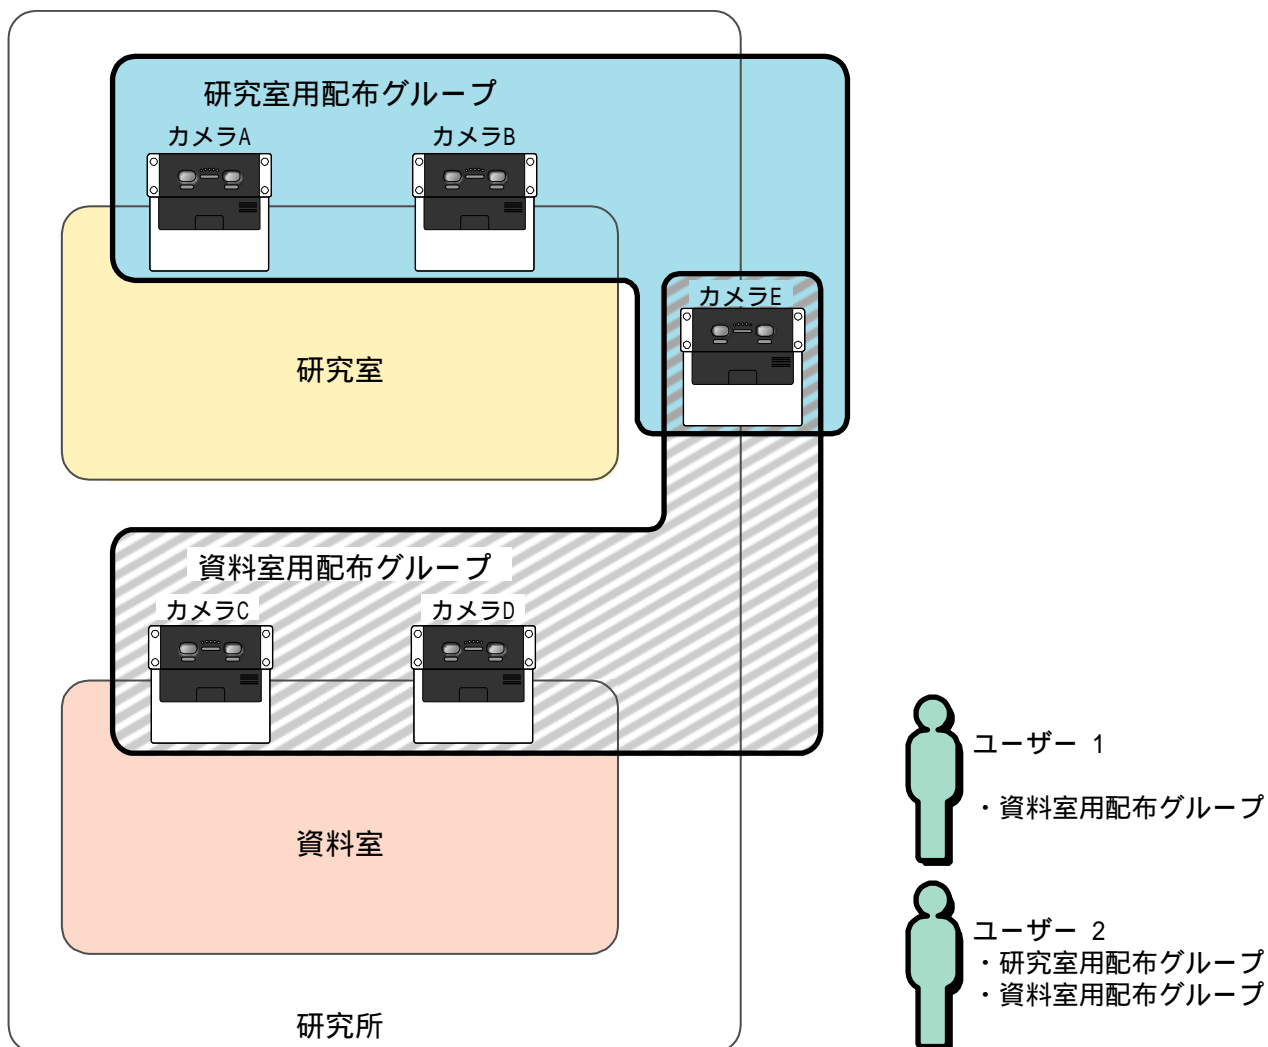 研究室用配布グループ
カメラA
カメラB
カメラE
研究室
資料室用配布グループ
カメラC
カメラD
資料室
研究所
ユーザー 1
・資料室用配布グループ
ユーザー 2
・研究室用配布グループ
・資料室用配布グループ